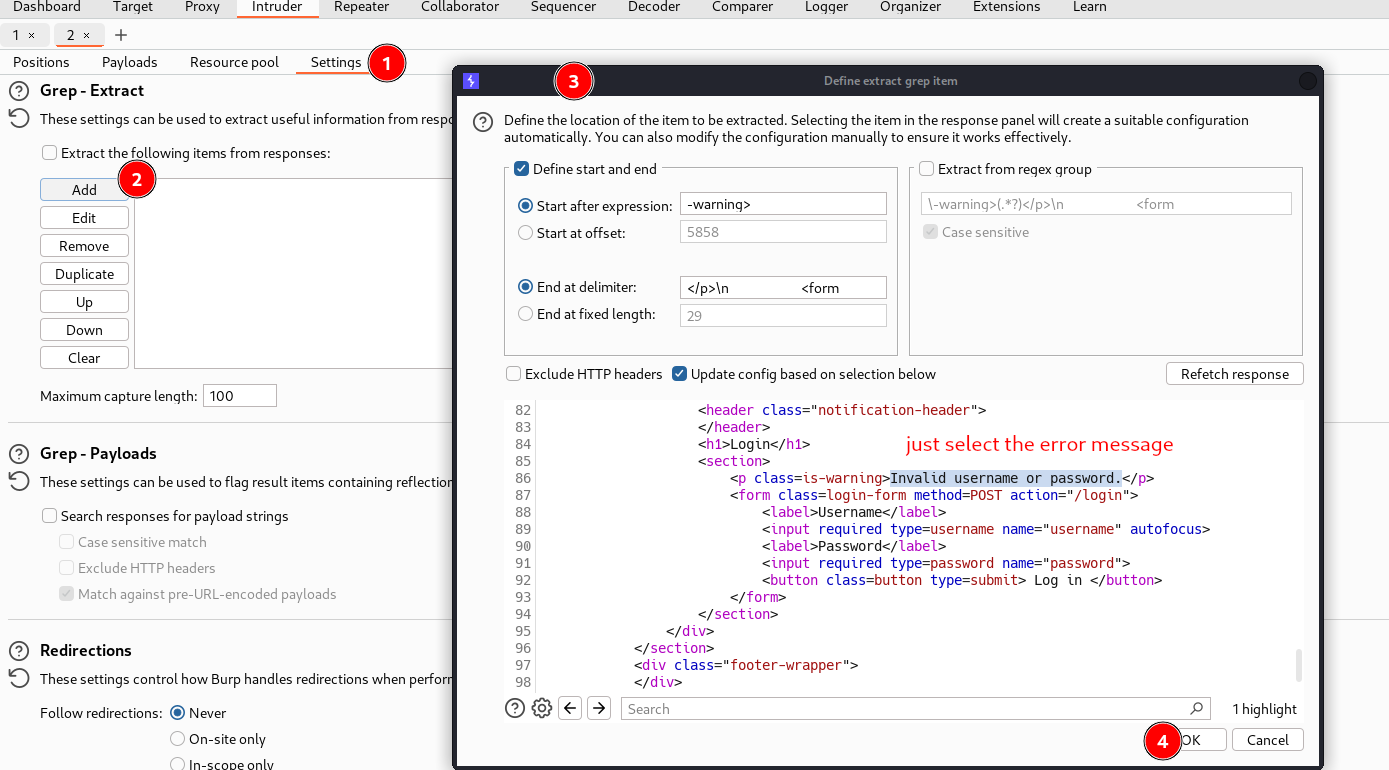 Dashboard Target Proxy Intruder Repeater Collaborator Sequencer Decoder Comparer Logger Organizer Extensions Learn
1 × 2 × +
Positions Payloads Resource pool Settings 1
Grep - Extract
These settings can be used to extract useful information from respo
Extract the following items from responses:
Add 2
Edit
Remove
Duplicate
Up
Down
Clear
Maximum capture length: 100
Grep - Payloads
These settings can be used to flag result items containing reflection
Search responses for payload strings
Case sensitive match
Exclude HTTP headers
Match against pre-URL-encoded payloads
Redirections
These settings control how Burp handles redirections when perform
Follow redirections: Never
On-site only
In-scope only
3 Define extract grep item
Define the location of the item to be extracted. Selecting the item in the response panel will create a suitable configuration
automatically. You can also modify the configuration manually to ensure it works effectively.
Define start and end
Start after expression: -warning>
Start at offset: 5858
End at delimiter: </p>\n <form
End at fixed length: 29
Extract from regex group
\-warning>(.*?)</p>\n <form
Case sensitive
Exclude HTTP headers Update config based on selection below Refetch response
82 <header class="notification-header">
83 </header>
84 <h1>Login</h1> just select the error message
85 <section>
86 <p class=is-warning>Invalid username or password.</p>
87 <form class=login-form method=POST action="/login">
88 <label>Username</label>
89 <input required type=username name="username" autofocus>
90 <label>Password</label>
91 <input required type=password name="password">
92 <button class=button type=submit> Log in </button>
93 </form>
94 </section>
95 </div>
96 </section>
97 <div class="footer-wrapper">
98 </div>
Search 1 highlight
4 OK Cancel